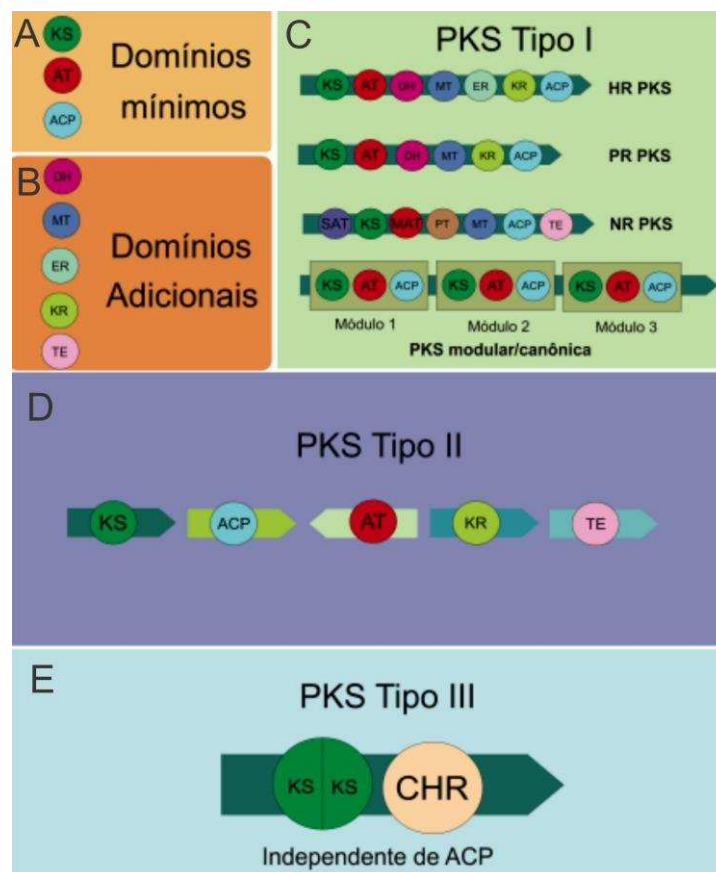 A
KS
AT
ACP
Domínios
mínimos
B
DH
MT
ER
KR
TE
Domínios
Adicionais
C
PKS Tipo I
KS AT DH MT ER KR ACP HR PKS
KS AT DH MT KR ACP PR PKS
SAT KS MAT PT MT ACP TE NR PKS
KS AT ACP KS AT ACP KS AT ACP
Módulo 1 Módulo 2 Módulo 3
PKS modular/canônica
D
PKS Tipo II
KS ACP AT KR TE
E
PKS Tipo III
KS KS CHR
Independente de ACP